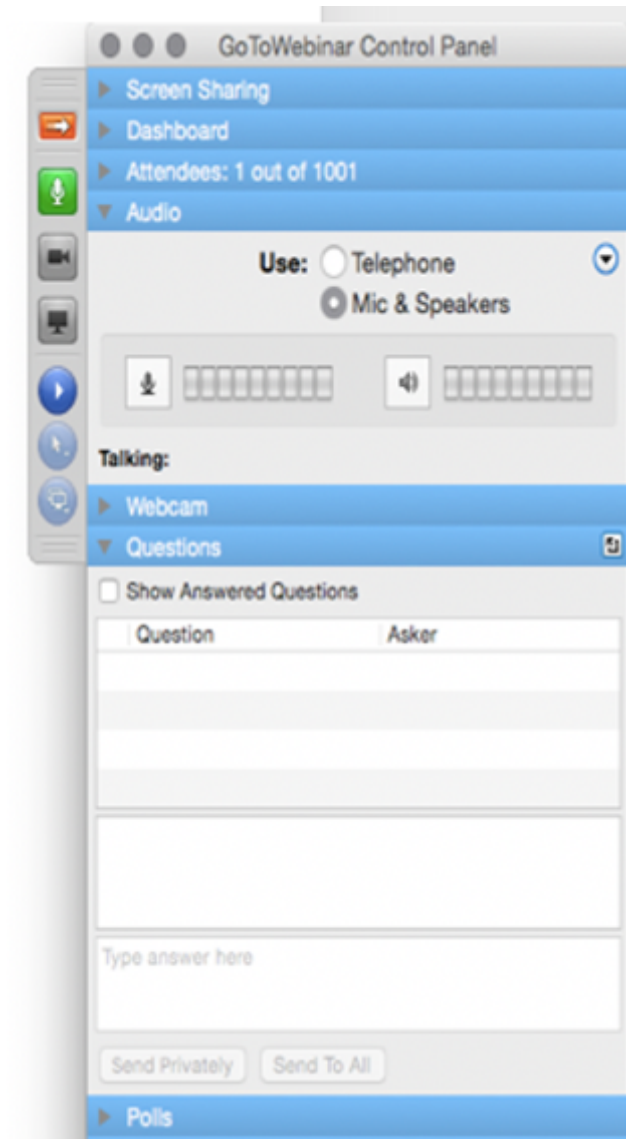 GoToWebinar Control Panel
Screen Sharing
Dashboard
Attendees: 1 out of 1001
Audio
Use: Telephone
Mic & Speakers
Talking:
Webcam
Questions
Show Answered Questions
Question Asker
Type answer here
Send Privately Send To All
Polls